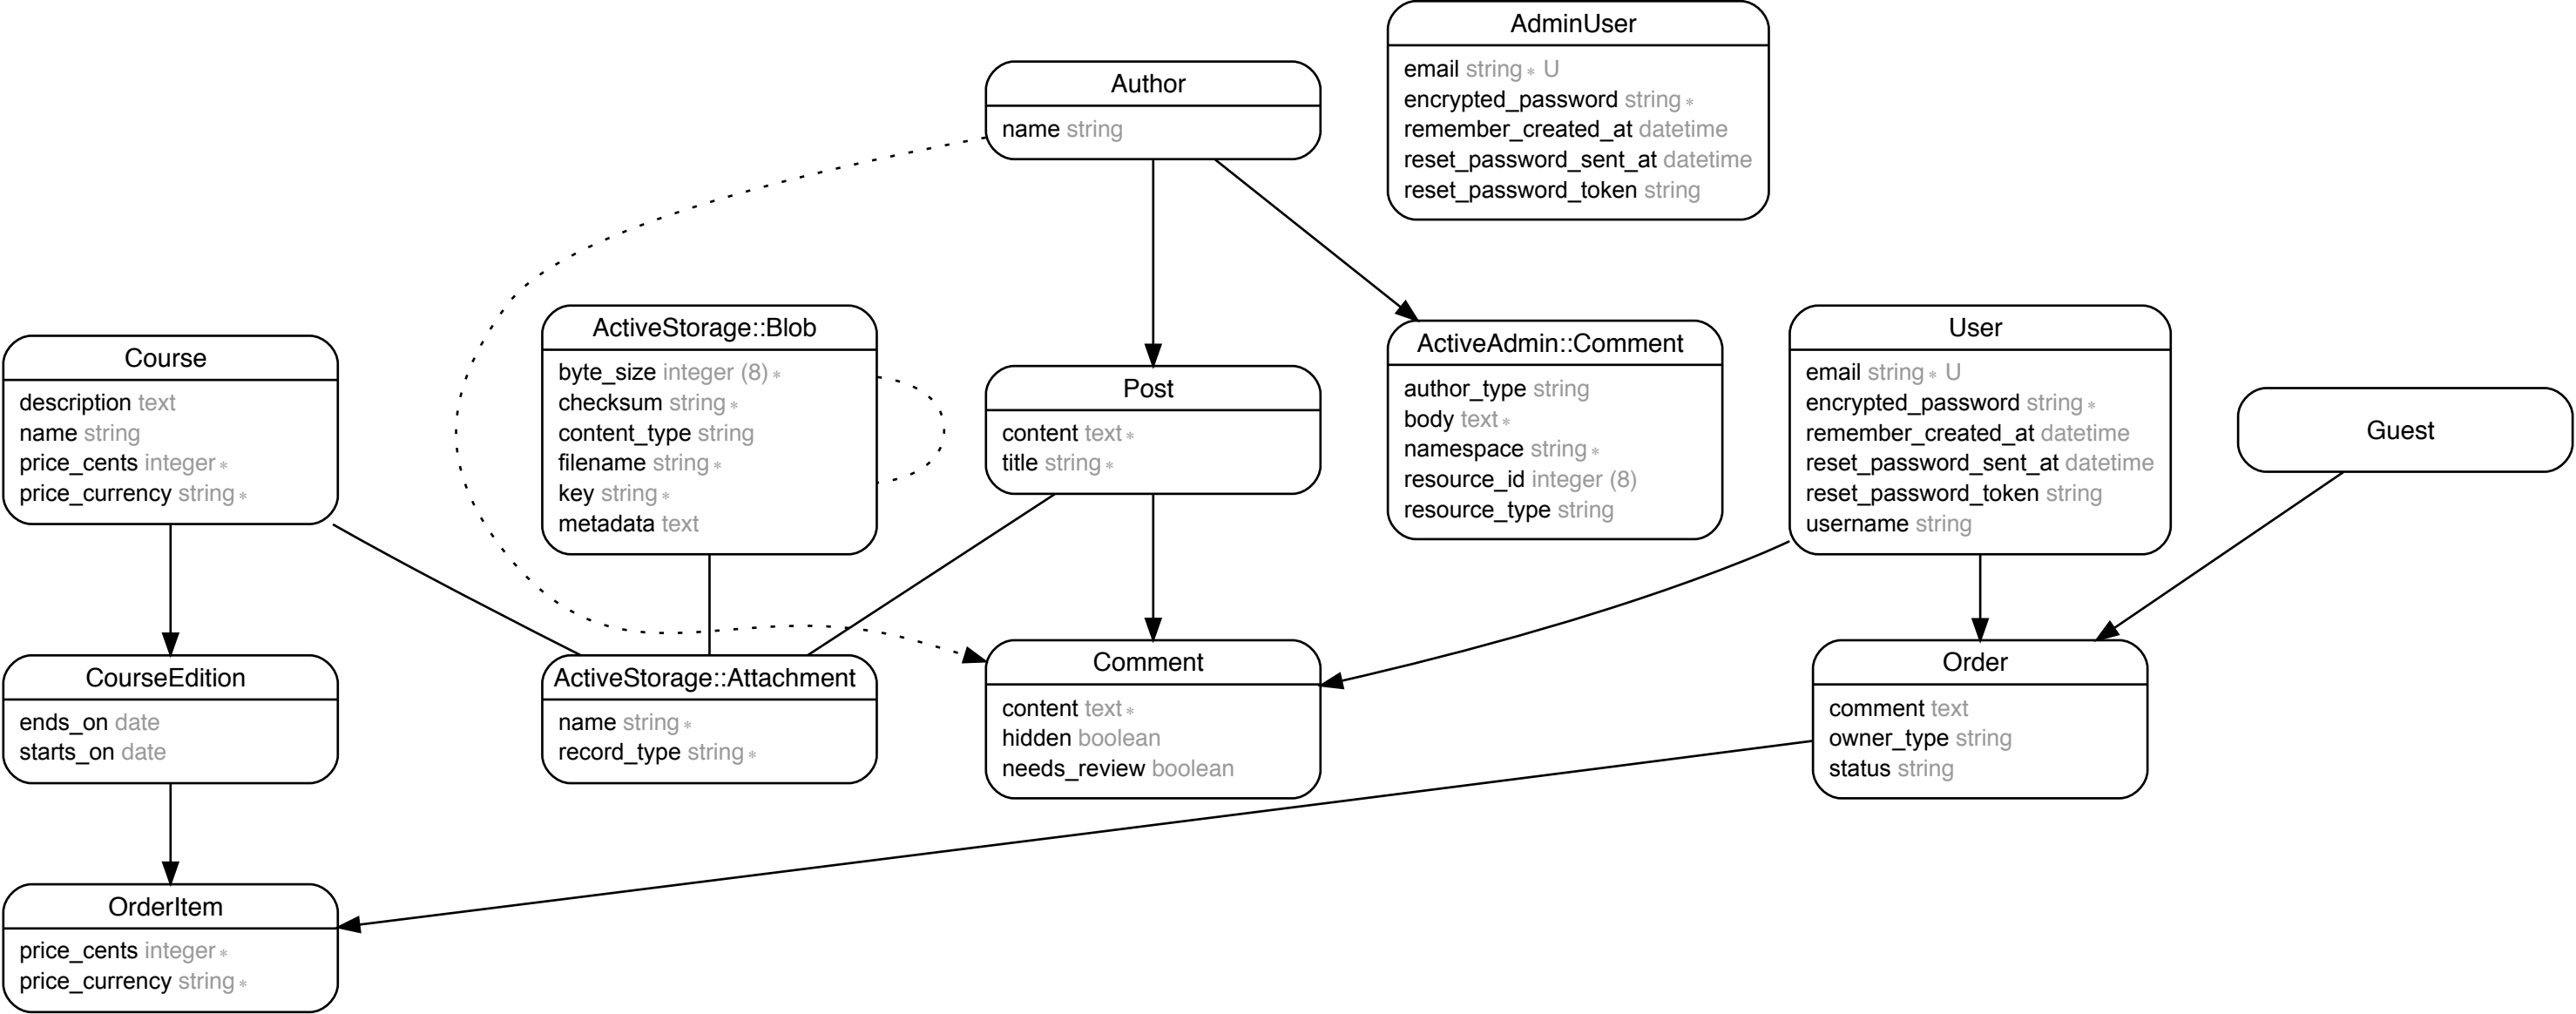 AdminUser
email string * U
encrypted_password string *
remember_created_at datetime
reset_password_sent_at datetime
reset_password_token string
Author
name string
ActiveStorage::Blob
byte_size integer (8) *
checksum string *
content_type string
filename string *
key string *
metadata text
User
email string * U
encrypted_password string *
remember_created_at datetime
reset_password_sent_at datetime
reset_password_token string
username string
ActiveAdmin::Comment
author_type string
body text *
namespace string *
resource_id integer (8)
resource_type string
Course
description text
name string
price_cents integer *
price_currency string *
Post
content text *
title string *
Guest
Comment
content text *
hidden boolean
needs_review boolean
Order
comment text
owner_type string
status string
CourseEdition
ends_on date
starts_on date
ActiveStorage::Attachment
name string *
record_type string *
OrderItem
price_cents integer *
price_currency string *